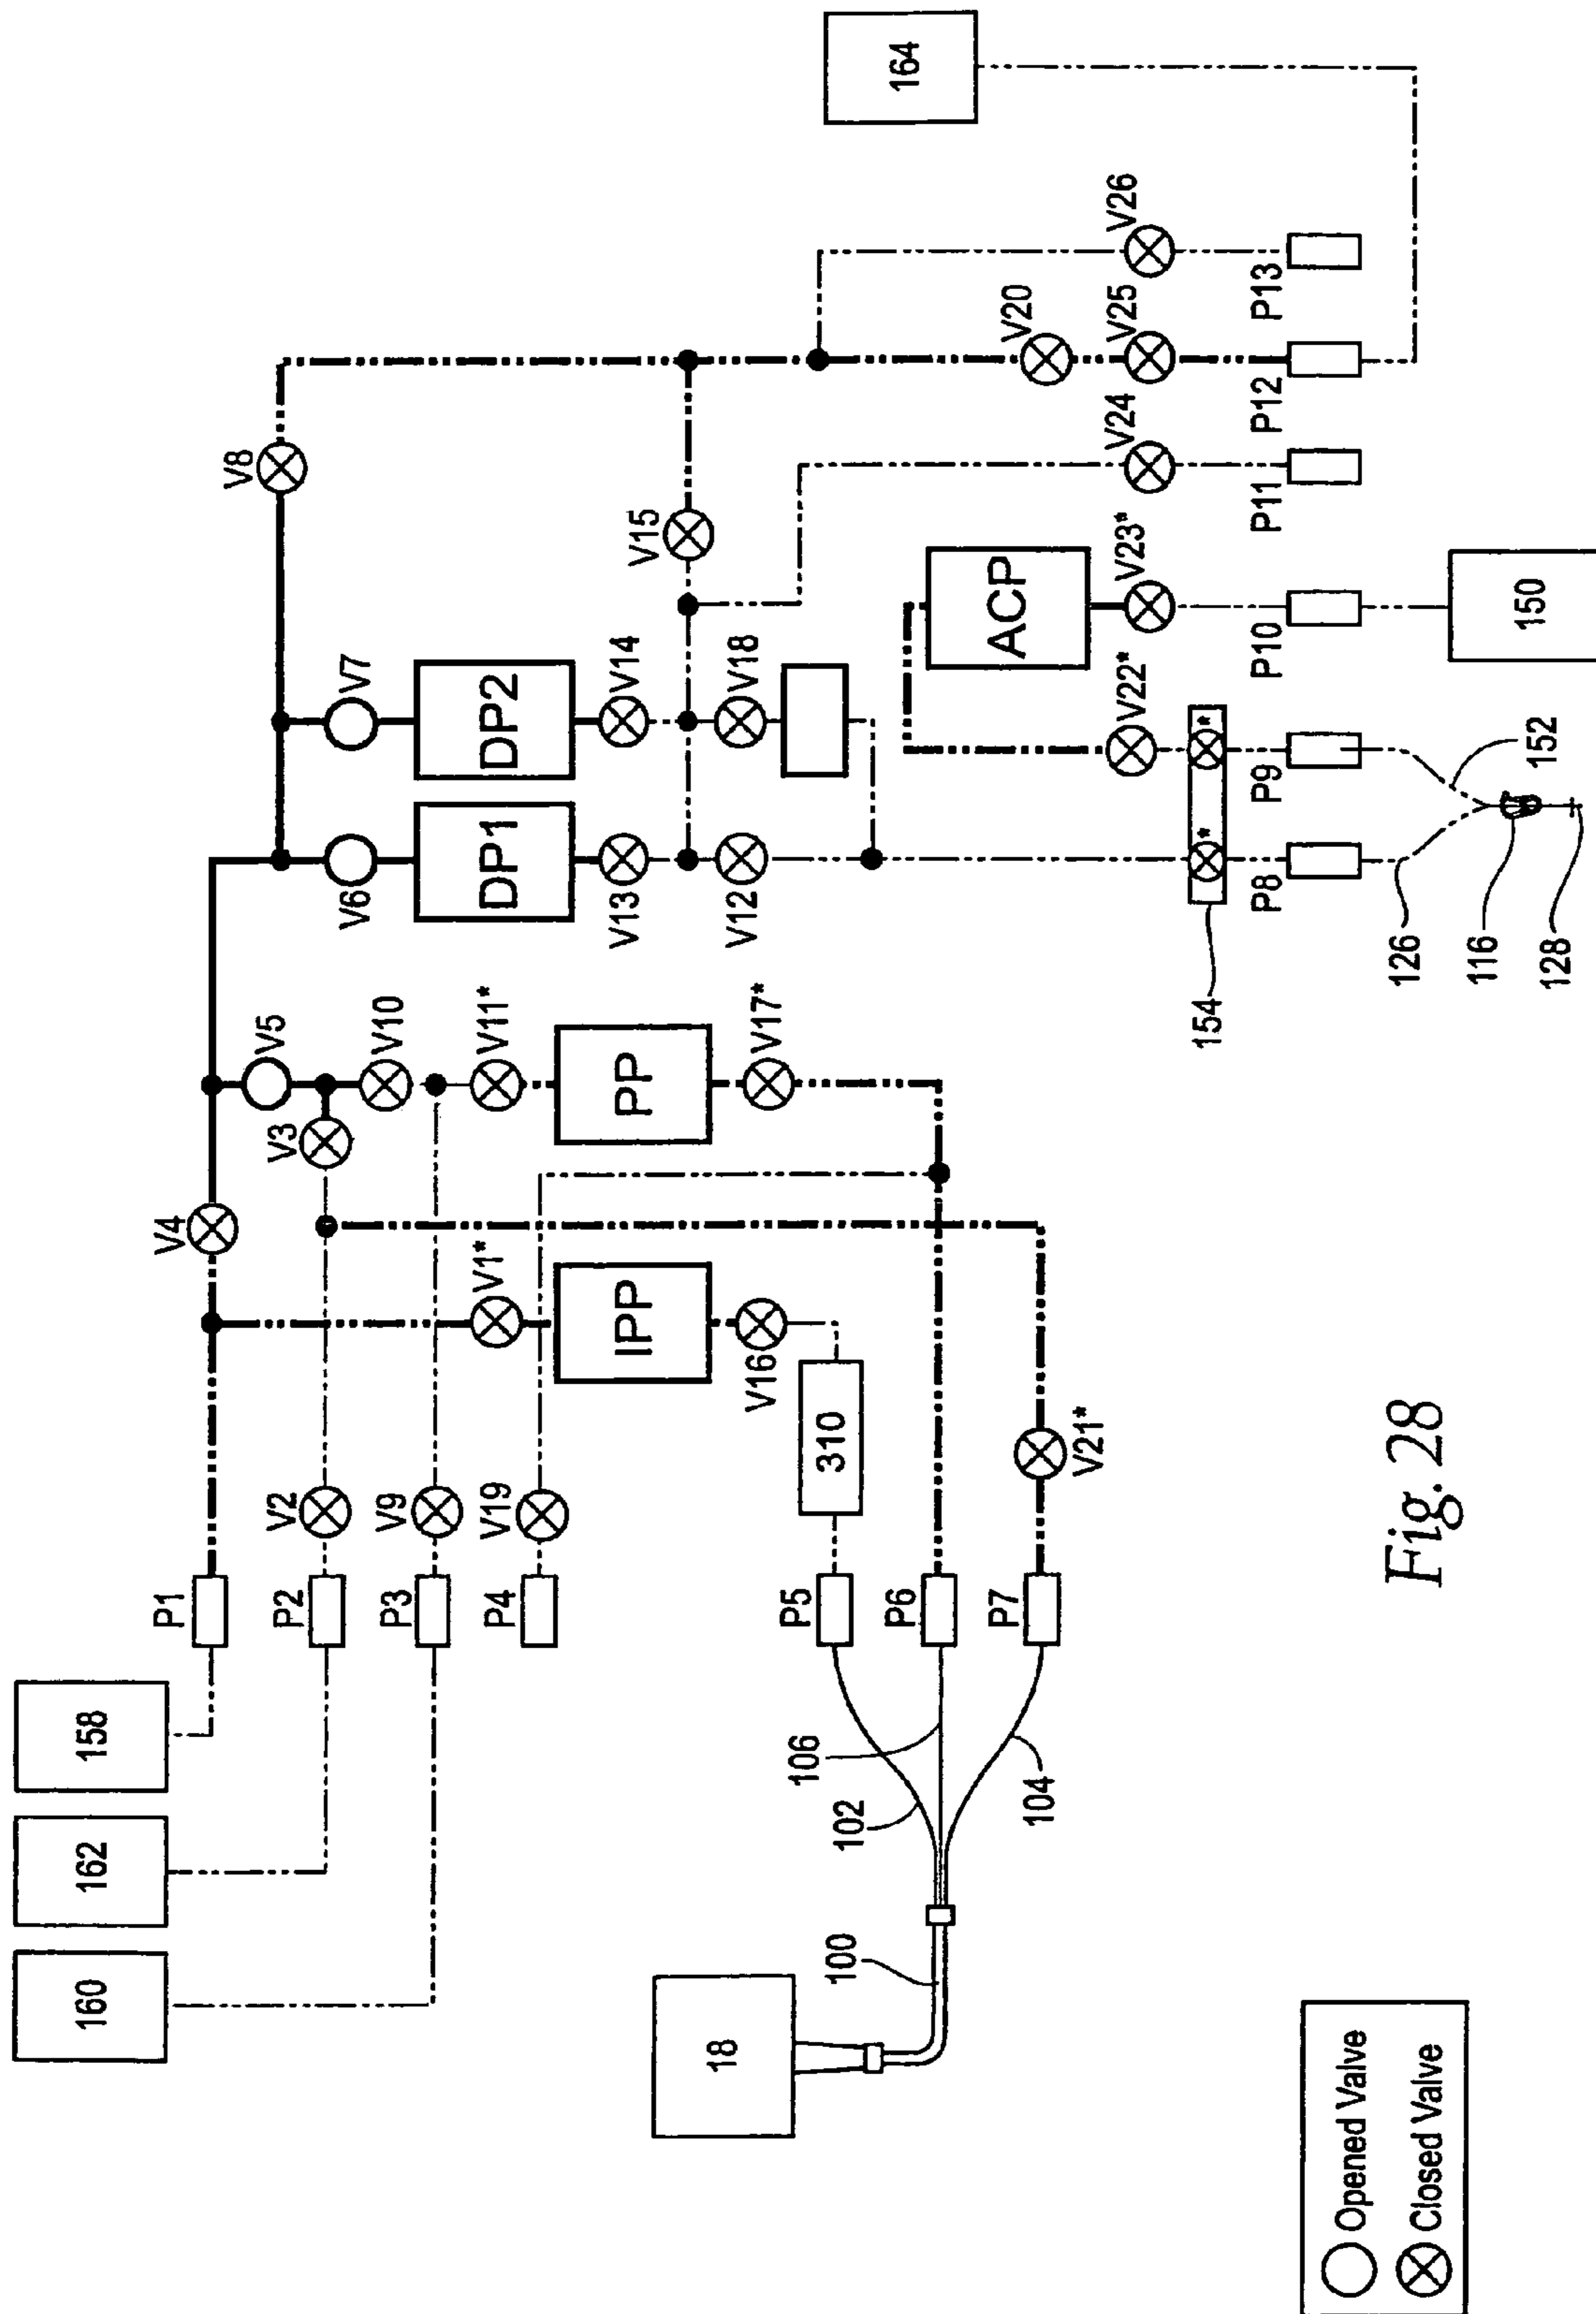 160
162
158
164
P1
P2
P3
P4
P5
P6
P7
V2
V9
V19
V4
V3
V5
V10
V11*
V1*
IPP
V16
310
PP
V17*
V21*
V6
V7
V8
DP1
DP2
V13
V14
V15
V12
V18
ACP
V22*
V23*
V24
V20
V25
V26
*
*
154
P8
P9
P10
P11
P12
P13
126
116
128
152
150
18
100
102
106
104
Opened Valve
Closed Valve
Fig. 28